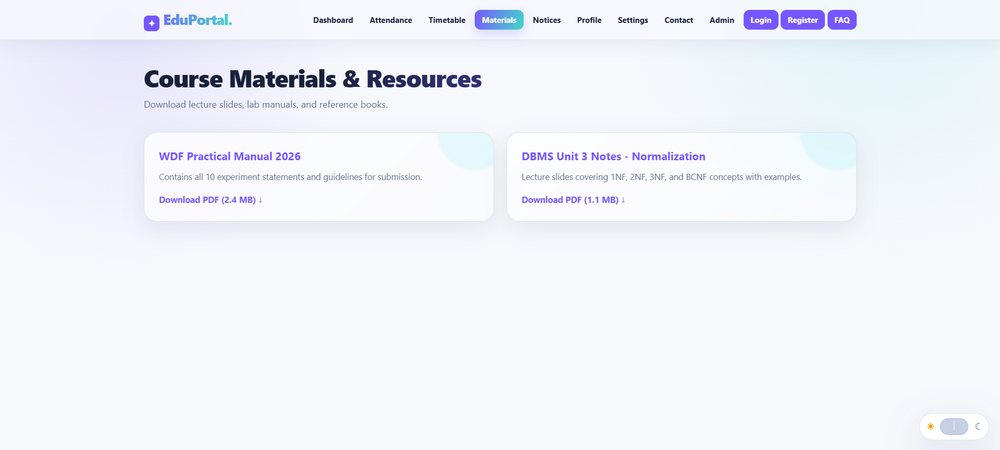 EduPortal.
Dashboard Attendance Timetable Materials Notices Profile Settings Contact Admin Login Register FAQ
Course Materials & Resources
Download lecture slides, lab manuals, and reference books.
WDF Practical Manual 2026
Contains all 10 experiment statements and guidelines for submission.
Download PDF (2.4 MB) ↓
DBMS Unit 3 Notes - Normalization
Lecture slides covering 1NF, 2NF, 3NF, and BCNF concepts with examples.
Download PDF (1.1 MB) ↓